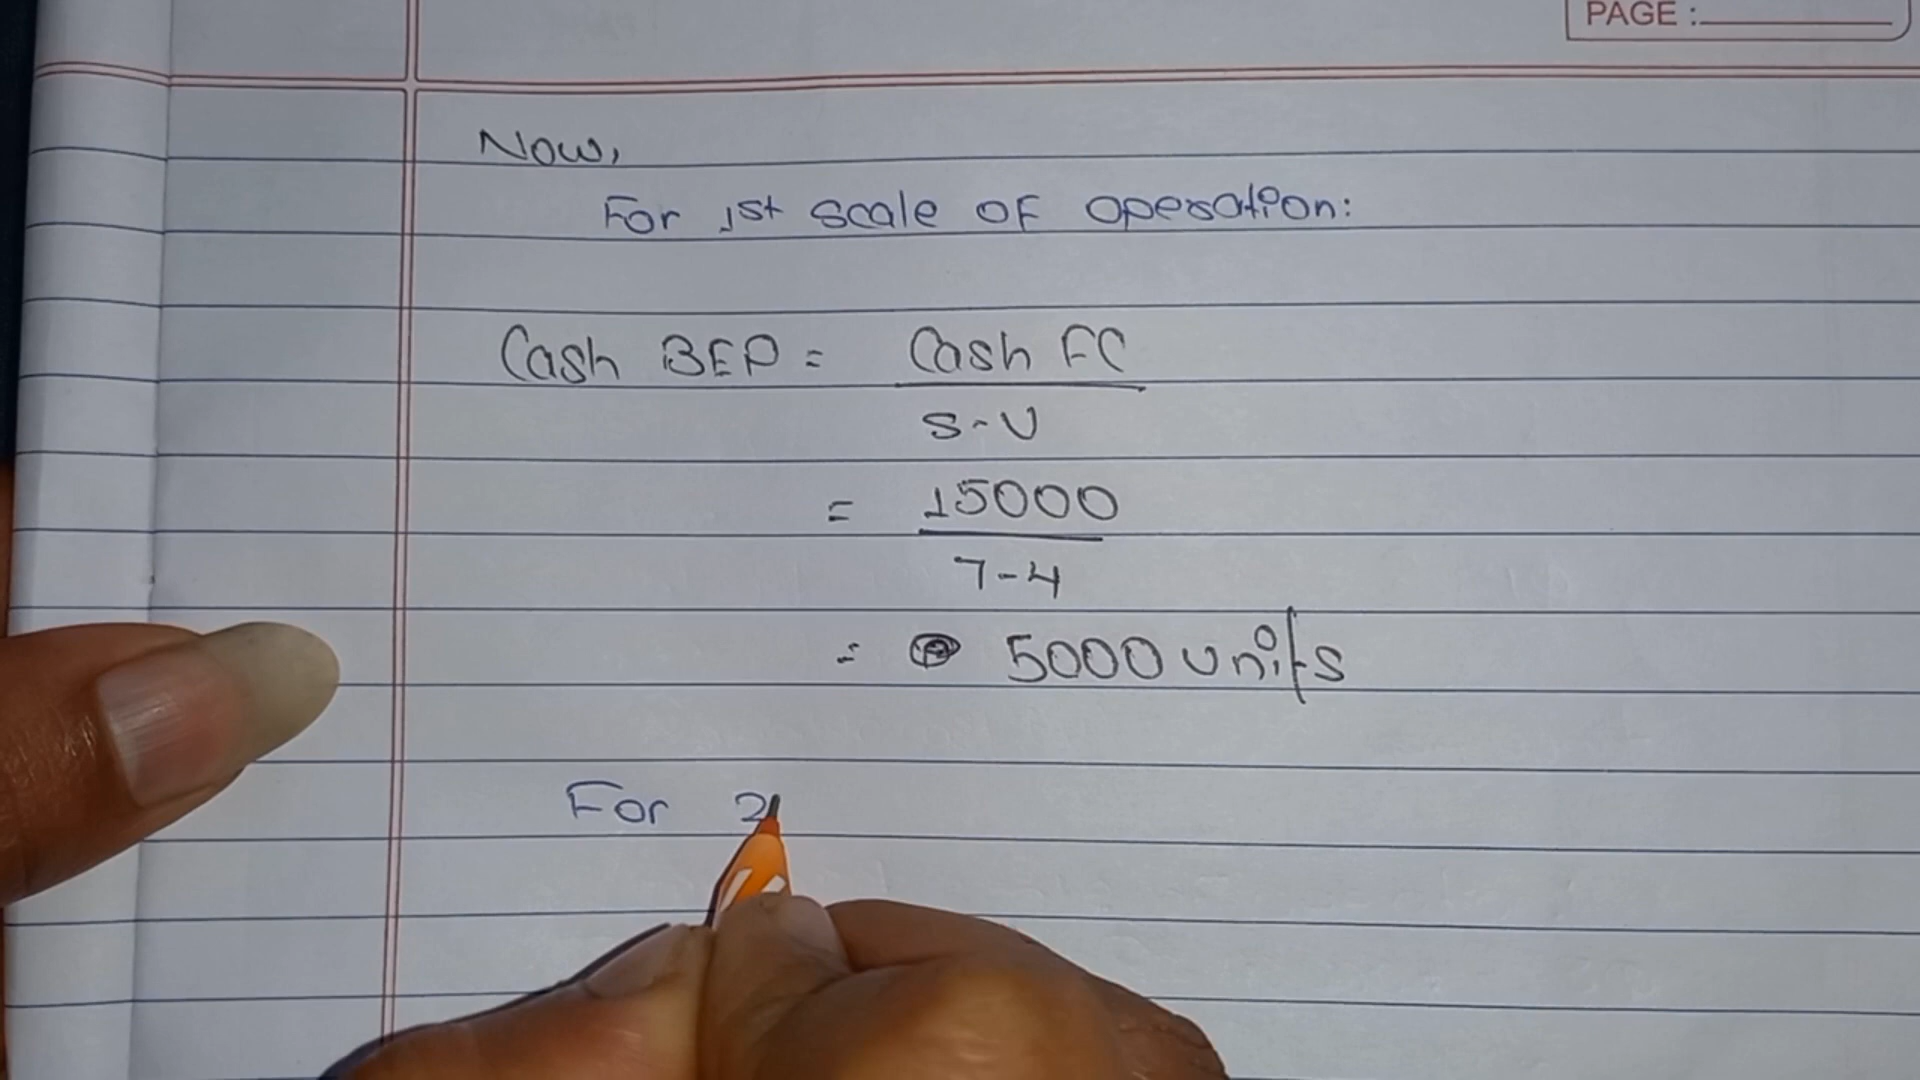 PAGE :
Now,
For 1st scale OF operation:
Cash BEP = Cash FC
S-V
= 15000
7-4
= 5000 units
For 2